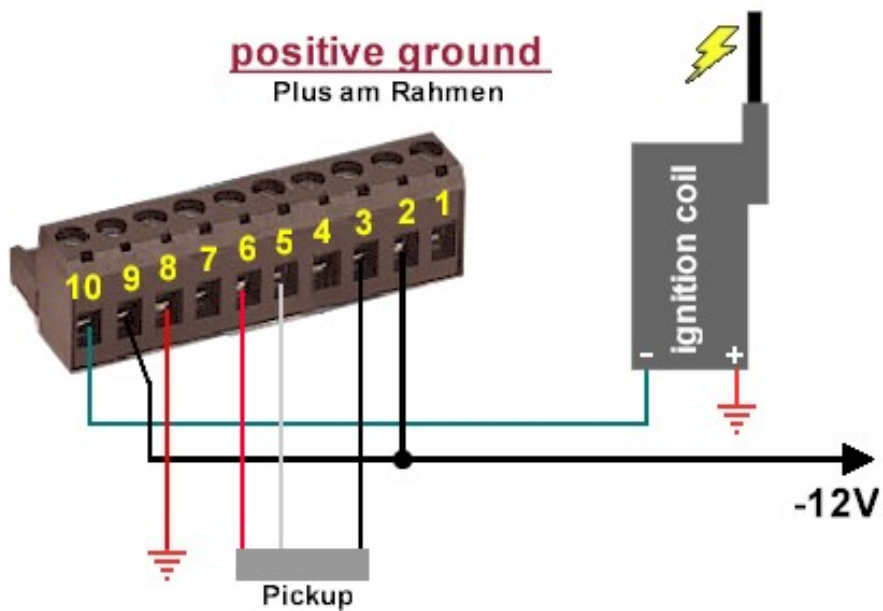 positive ground
Plus am Rahmen
10 9 8 7 6 5 4 3 2 1
ignition coil
- +
-12V
Pickup